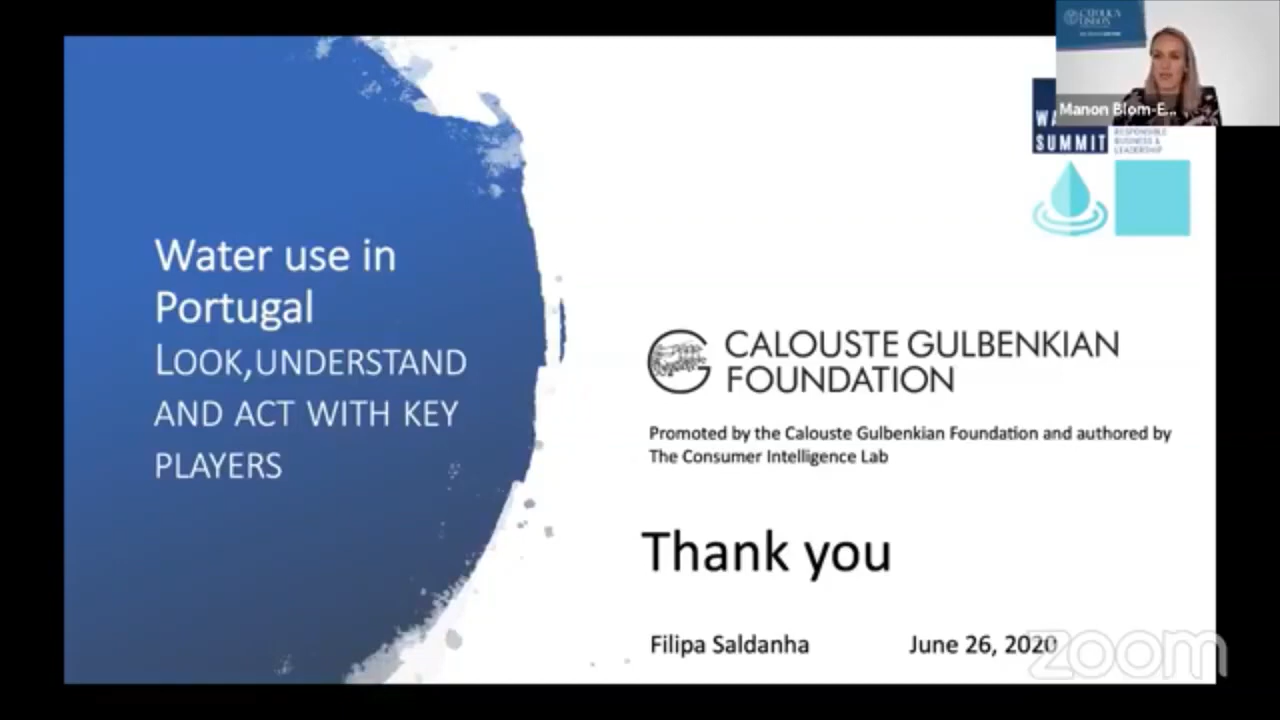 Water use in
Portugal
LOOK,UNDERSTAND
AND ACT WITH KEY
PLAYERS
CATÓLICA
LISBON
Manon Blom-E...
SUMMIT
RESPONSIBLE
BUSINESS &
LEADERSHIP
CALOUSTE GULBENKIAN
FOUNDATION
Promoted by the Calouste Gulbenkian Foundation and authored by
The Consumer Intelligence Lab
Thank you
Filipa Saldanha
June 26, 2020
zoom